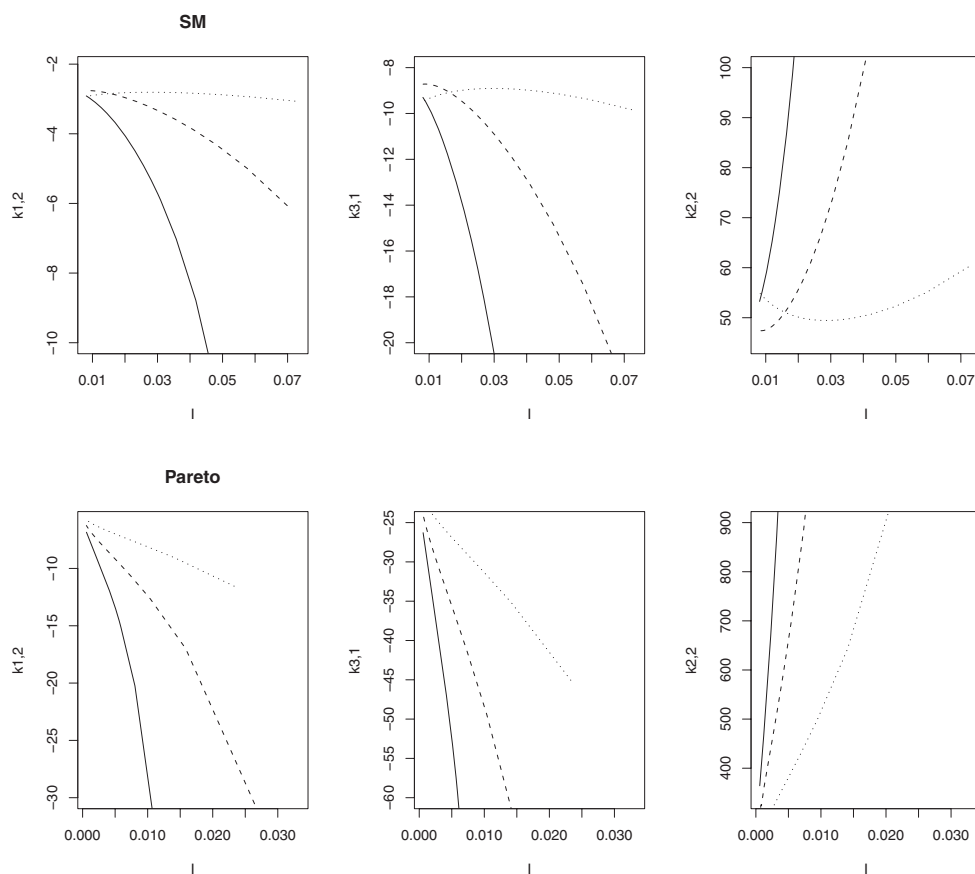 SM
k1,2
−2
−4
−6
−8
−10
0.01 0.03 0.05 0.07
I
k3,1
−8
−10
−12
−14
−16
−18
−20
0.01 0.03 0.05 0.07
I
k2,2
100
90
80
70
60
50
0.01 0.03 0.05 0.07
I
Pareto
k1,2
−10
−15
−20
−25
−30
0.000 0.010 0.020 0.030
I
k3,1
−25
−30
−35
−40
−45
−50
−55
−60
0.000 0.010 0.020 0.030
I
k2,2
900
800
700
600
500
400
0.000 0.010 0.020 0.030
I